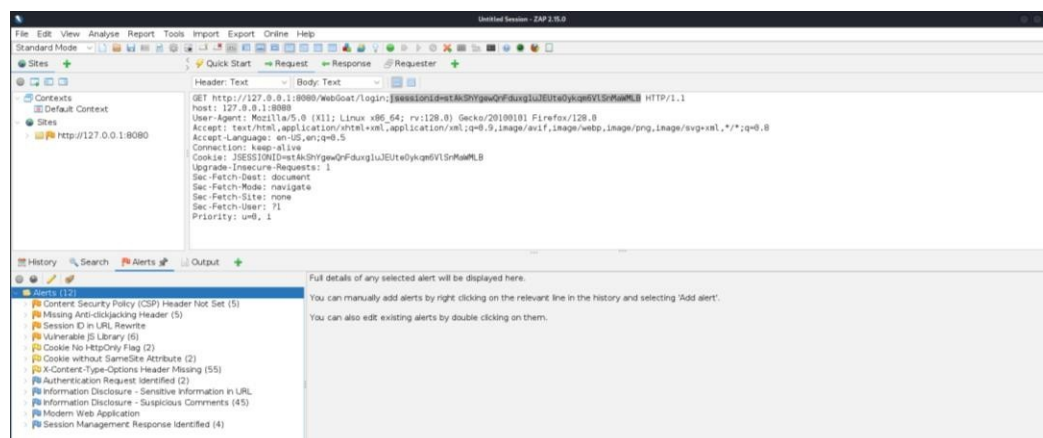 Untitled Session - ZAP 2.15.0
File Edit View Analyse Report Tools Import Export Online Help
Standard Mode
Sites
Quick Start Request Response Requester
Header: Text Body: Text
Contexts
Default Context
Sites
http://127.0.0.1:8080
GET http://127.0.0.1:8080/WebGoat/login;jsessionid=stAkShYgewQnFduxg1uJEUteOykqm6VlSnMaWMLB HTTP/1.1
host: 127.0.0.1:8080
User-Agent: Mozilla/5.0 (X11; Linux x86_64; rv:128.0) Gecko/20100101 Firefox/128.0
Accept: text/html,application/xhtml+xml,application/xml;q=0.9,image/avif,image/webp,image/png,image/svg+xml,*/*;q=0.8
Accept-Language: en-US,en;q=0.5
Connection: keep-alive
Cookie: JSESSIONID=stAkShYgewQnFduxg1uJEUteOykqm6VlSnMaWMLB
Upgrade-Insecure-Requests: 1
Sec-Fetch-Dest: document
Sec-Fetch-Mode: navigate
Sec-Fetch-Site: none
Sec-Fetch-User: ?1
Priority: u=0, i
History Search Alerts Output
Alerts (12)
Content Security Policy (CSP) Header Not Set (5)
Missing Anti-clickjacking Header (5)
Session ID in URL Rewrite
Vulnerable JS Library (6)
Cookie No HttpOnly Flag (2)
Cookie without SameSite Attribute (2)
X-Content-Type-Options Header Missing (55)
Authentication Request Identified (2)
Information Disclosure - Sensitive Information in URL
Information Disclosure - Suspicious Comments (45)
Modern Web Application
Session Management Response Identified (4)
Full details of any selected alert will be displayed here.
You can manually add alerts by right clicking on the relevant line in the history and selecting 'Add alert'.
You can also edit existing alerts by double clicking on them.